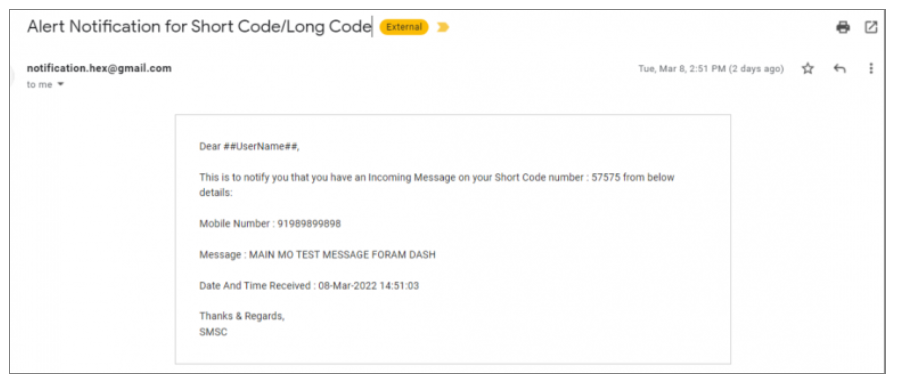 Alert Notification for Short Code/Long Code External
notification.hex@gmail.com Tue, Mar 8, 2:51 PM (2 days ago)
to me
Dear ##UserName##,
This is to notify you that you have an Incoming Message on your Short Code number : 57575 from below
details:
Mobile Number : 91989899898
Message : MAIN MO TEST MESSAGE FORAM DASH
Date And Time Received : 08-Mar-2022 14:51:03
Thanks & Regards,
SMSC